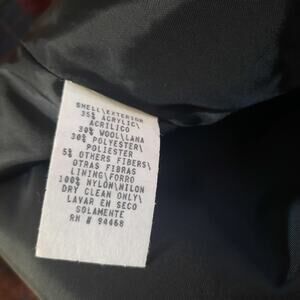 SHELL\EXTERIOR
35% ACRYLIC\
ACRILICO
30% WOOL\LANA
30% POLYESTER\
POLIESTER
5% OTHERS FIBERS\
OTRAS FIBRAS
LINING\FORRO
100% NYLON\NILON
DRY CLEAN ONLY\
LAVAR EN SECO
SOLAMENTE
RN # 94468